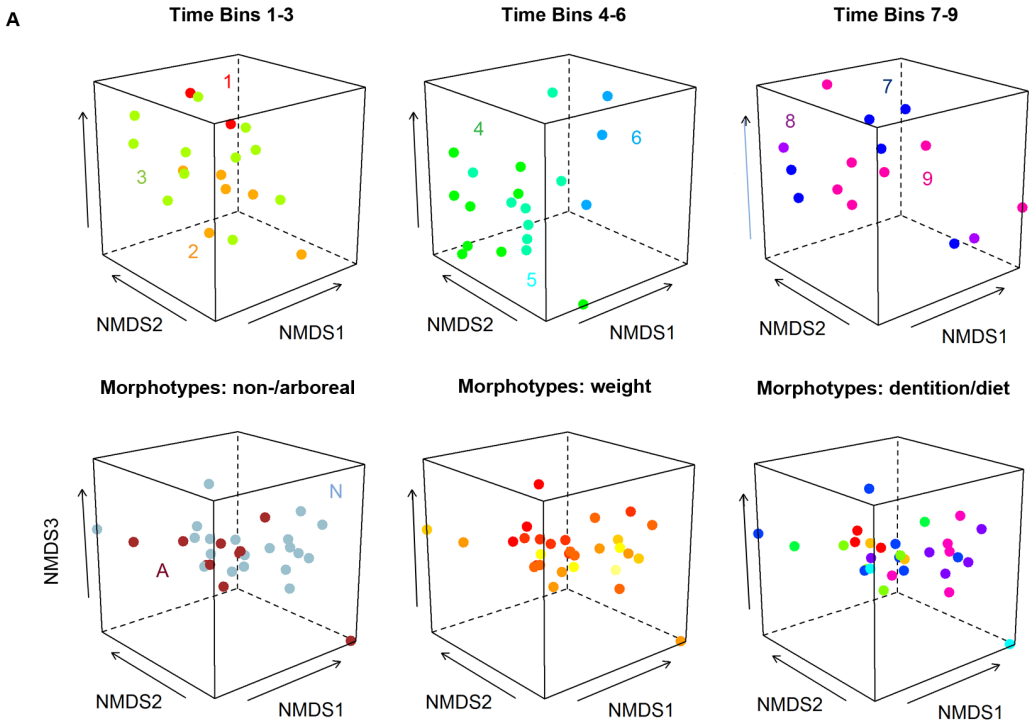 A
Time Bins 1-3
Time Bins 4-6
Time Bins 7-9
1
3
2
NMDS2
NMDS1
4
6
5
NMDS2
NMDS1
7
8
9
NMDS2
NMDS1
Morphotypes: non-/arboreal
Morphotypes: weight
Morphotypes: dentition/diet
N
A
NMDS3
NMDS2
NMDS1
NMDS2
NMDS1
NMDS2
NMDS1